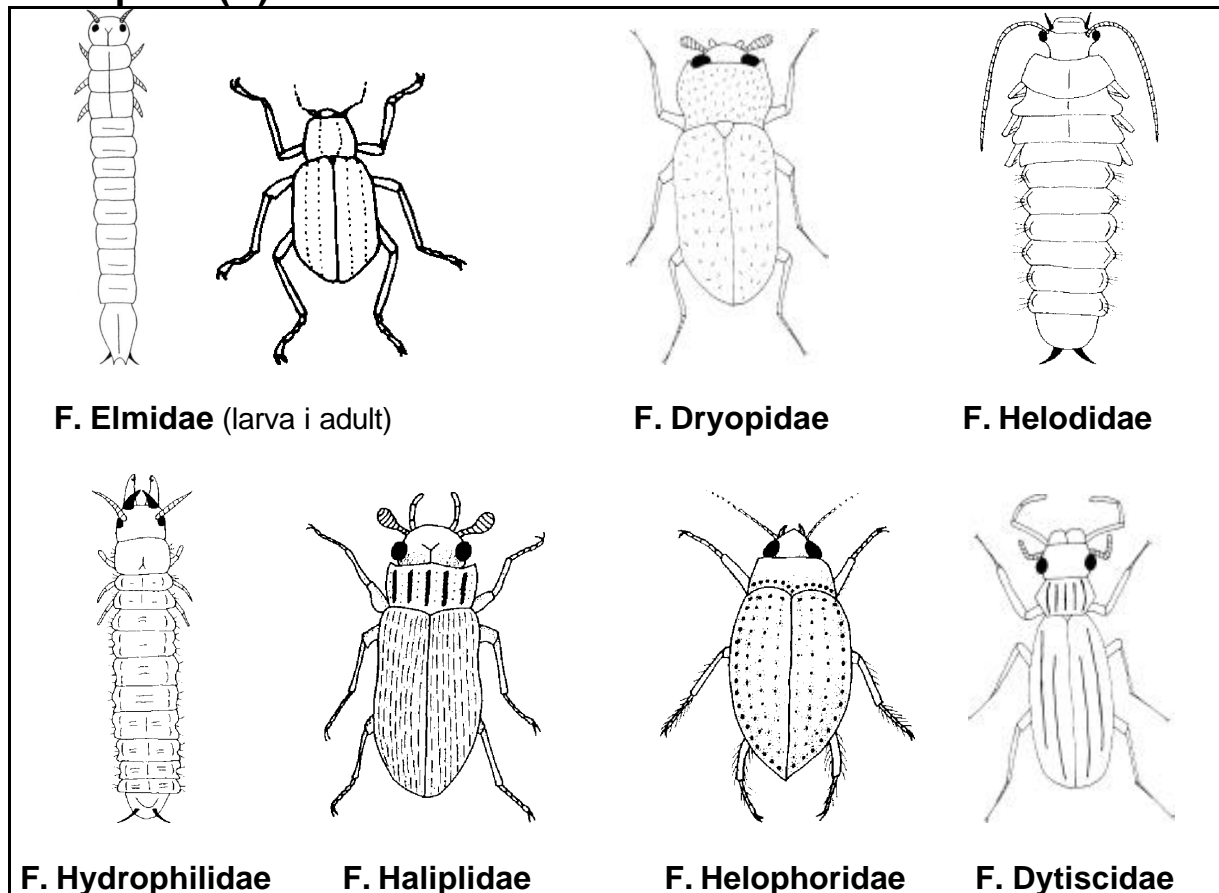 F. Elmidae (larva i adult)
F. Dryopidae
F. Helodidae
F. Hydrophilidae
F. Haliplidae
F. Helophoridae
F. Dytiscidae